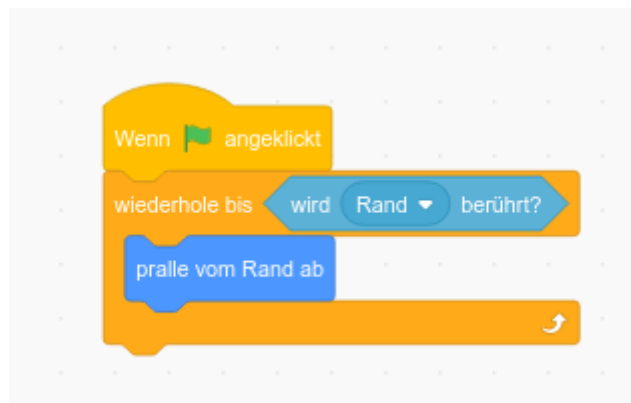 Wenn angeklickt
wiederhole bis wird Rand berührt?
pralle vom Rand ab